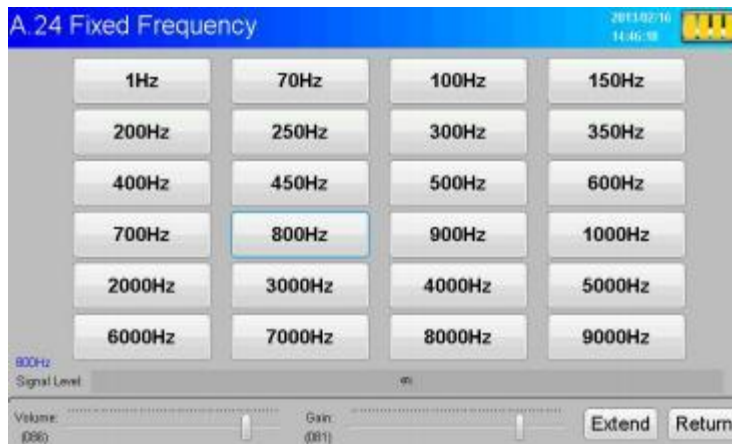 A.24 Fixed Frequency
2013/02/16
14:46:18
1Hz 70Hz 100Hz 150Hz
200Hz 250Hz 300Hz 350Hz
400Hz 450Hz 500Hz 600Hz
700Hz 800Hz 900Hz 1000Hz
2000Hz 3000Hz 4000Hz 5000Hz
6000Hz 7000Hz 8000Hz 9000Hz
800Hz
Signal Level:
Volume: Gain: Extend Return
(086) (081)